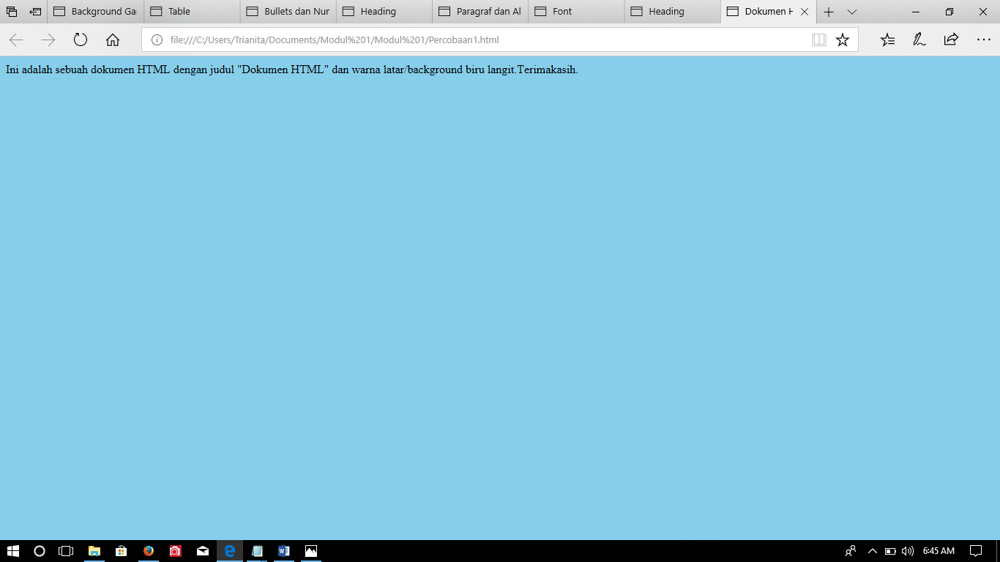 Background Ga
Table
Bullets dan Nur
Heading
Paragraf dan Al
Font
Heading
Dokumen H
file:///C:/Users/Trianita/Documents/Modul%201/Modul%201/Percobaan1.html
Ini adalah sebuah dokumen HTML dengan judul "Dokumen HTML" dan warna latar/background biru langit.Terimakasih.
6:45 AM